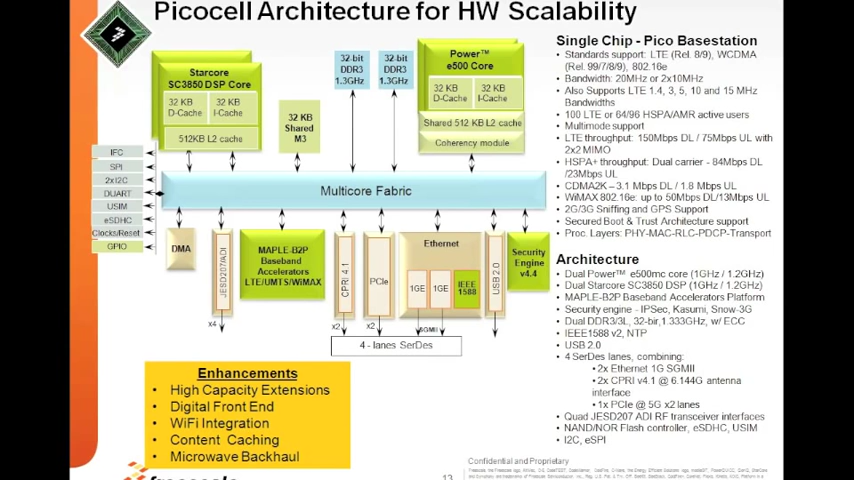 Picocell Architecture for HW Scalability
Starcore
SC3850 DSP Core
32 KB
D-Cache
32 KB
I-Cache
512KB L2 cache
32 KB
Shared
M3
32-bit
DDR3
1.3GHz
32-bit
DDR3
1.3GHz
Power™
e500 Core
32 KB
D-Cache
32 KB
I-Cache
Shared 512 KB L2 cache
Coherency module
IFC
SPI
2x I2C
DUART
USIM
eSDHC
Clocks/Reset
GPIO
Multicore Fabric
DMA
JESD207/ADI
x4
MAPLE-B2P
Baseband
Accelerators
LTE/UMTS/WiMAX
CPRI 4.1
x2
PCIe
x2
Ethernet
1GE
1GE
IEEE
1588
SGMII
USB 2.0
Security
Engine
v4.4
4 - lanes SerDes
Enhancements
• High Capacity Extensions
• Digital Front End
• WiFi Integration
• Content Caching
• Microwave Backhaul
Single Chip - Pico Basestation
• Standards support: LTE (Rel. 8/9), WCDMA
(Rel. 99/7/8/9), 802.16e
• Bandwidth: 20MHz or 2x10MHz
• Also Supports LTE 1.4, 3, 5, 10 and 15 MHz
Bandwidths
• 100 LTE or 64/96 HSPA/AMR active users
• Multimode support
• LTE throughput: 150Mbps DL / 75Mbps UL with
2x2 MIMO
• HSPA+ throughput: Dual carrier - 84Mbps DL
/23Mbps UL
• CDMA2K – 3.1 Mbps DL / 1.8 Mbps UL
• WiMAX 802.16e: up to 50Mbps DL/13Mbps UL
• 2G/3G Sniffing and GPS Support
• Secured Boot & Trust Architecture support
• Proc. Layers: PHY-MAC-RLC-PDCP-Transport
Architecture
• Dual Power™ e500mc core (1GHz / 1.2GHz)
• Dual Starcore SC3850 DSP (1GHz / 1.2GHz)
• MAPLE-B2P Baseband Accelerators Platform
• Security engine - IPSec, Kasumi, Snow-3G
• Dual DDR3/3L, 32-bit,1.333GHz, w/ ECC
• IEEE1588 v2, NTP
• USB 2.0
• 4 SerDes lanes, combining:
• 2x Ethernet 1G SGMII
• 2x CPRI v4.1 @ 6.144G antenna
interface
• 1x PCIe @ 5G x2 lanes
• Quad JESD207 ADI RF transceiver interfaces
• NAND/NOR Flash controller, eSDHC, USIM
• I2C, eSPI
Confidential and Proprietary
13
freescale